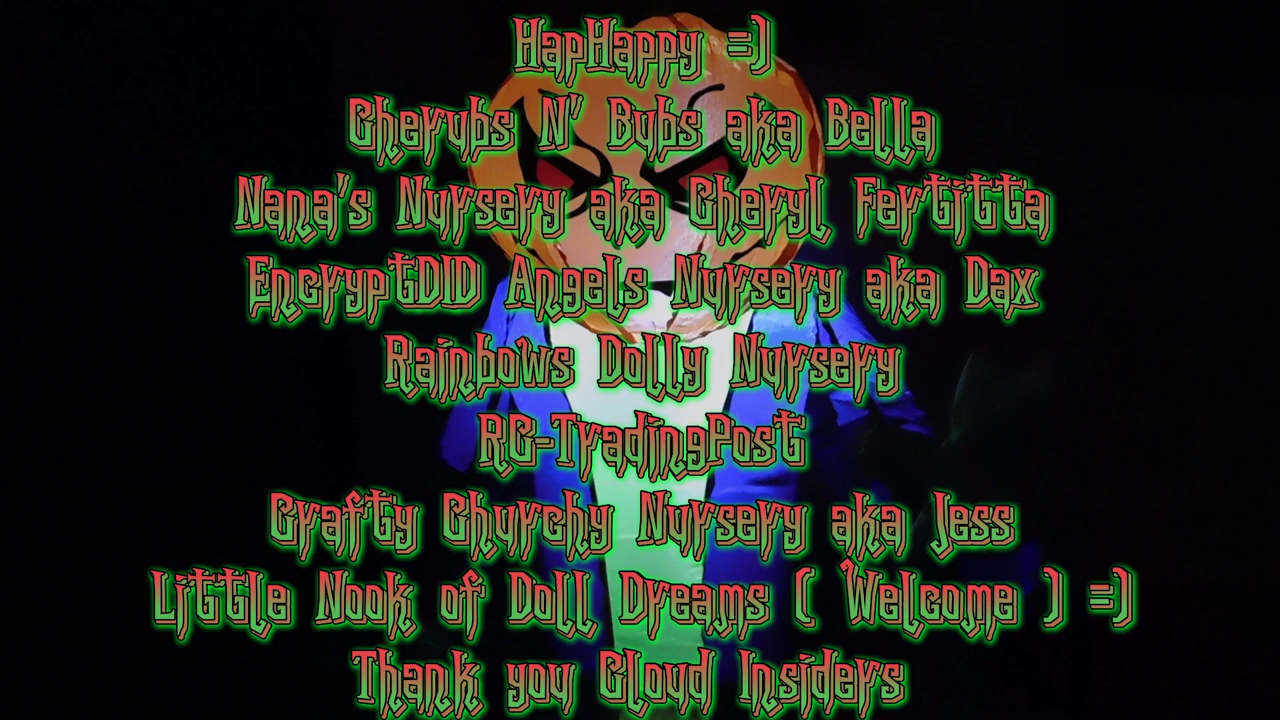 HapHappy =)
Cherubs N' Bubs aka Bella
Nana's Nursery aka Cheryl Fertitta
EncryptDID Angels Nursery aka Dax
Rainbows Dolly Nursery
RC-TradingPost
Crafty Churchy Nursery aka Jess
Little Nook of Doll Dreams ( Welcome ) =)
Thank you Cloud Insiders